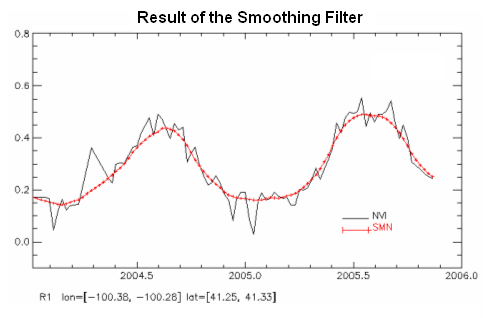 Result of the Smoothing Filter
0.8
0.6
0.4
0.2
0.0
NVI
SMN
2004.5
2005.0
2005.5
2006.0
R1 lon=[-100.38, -100.28] lat=[41.25, 41.33]